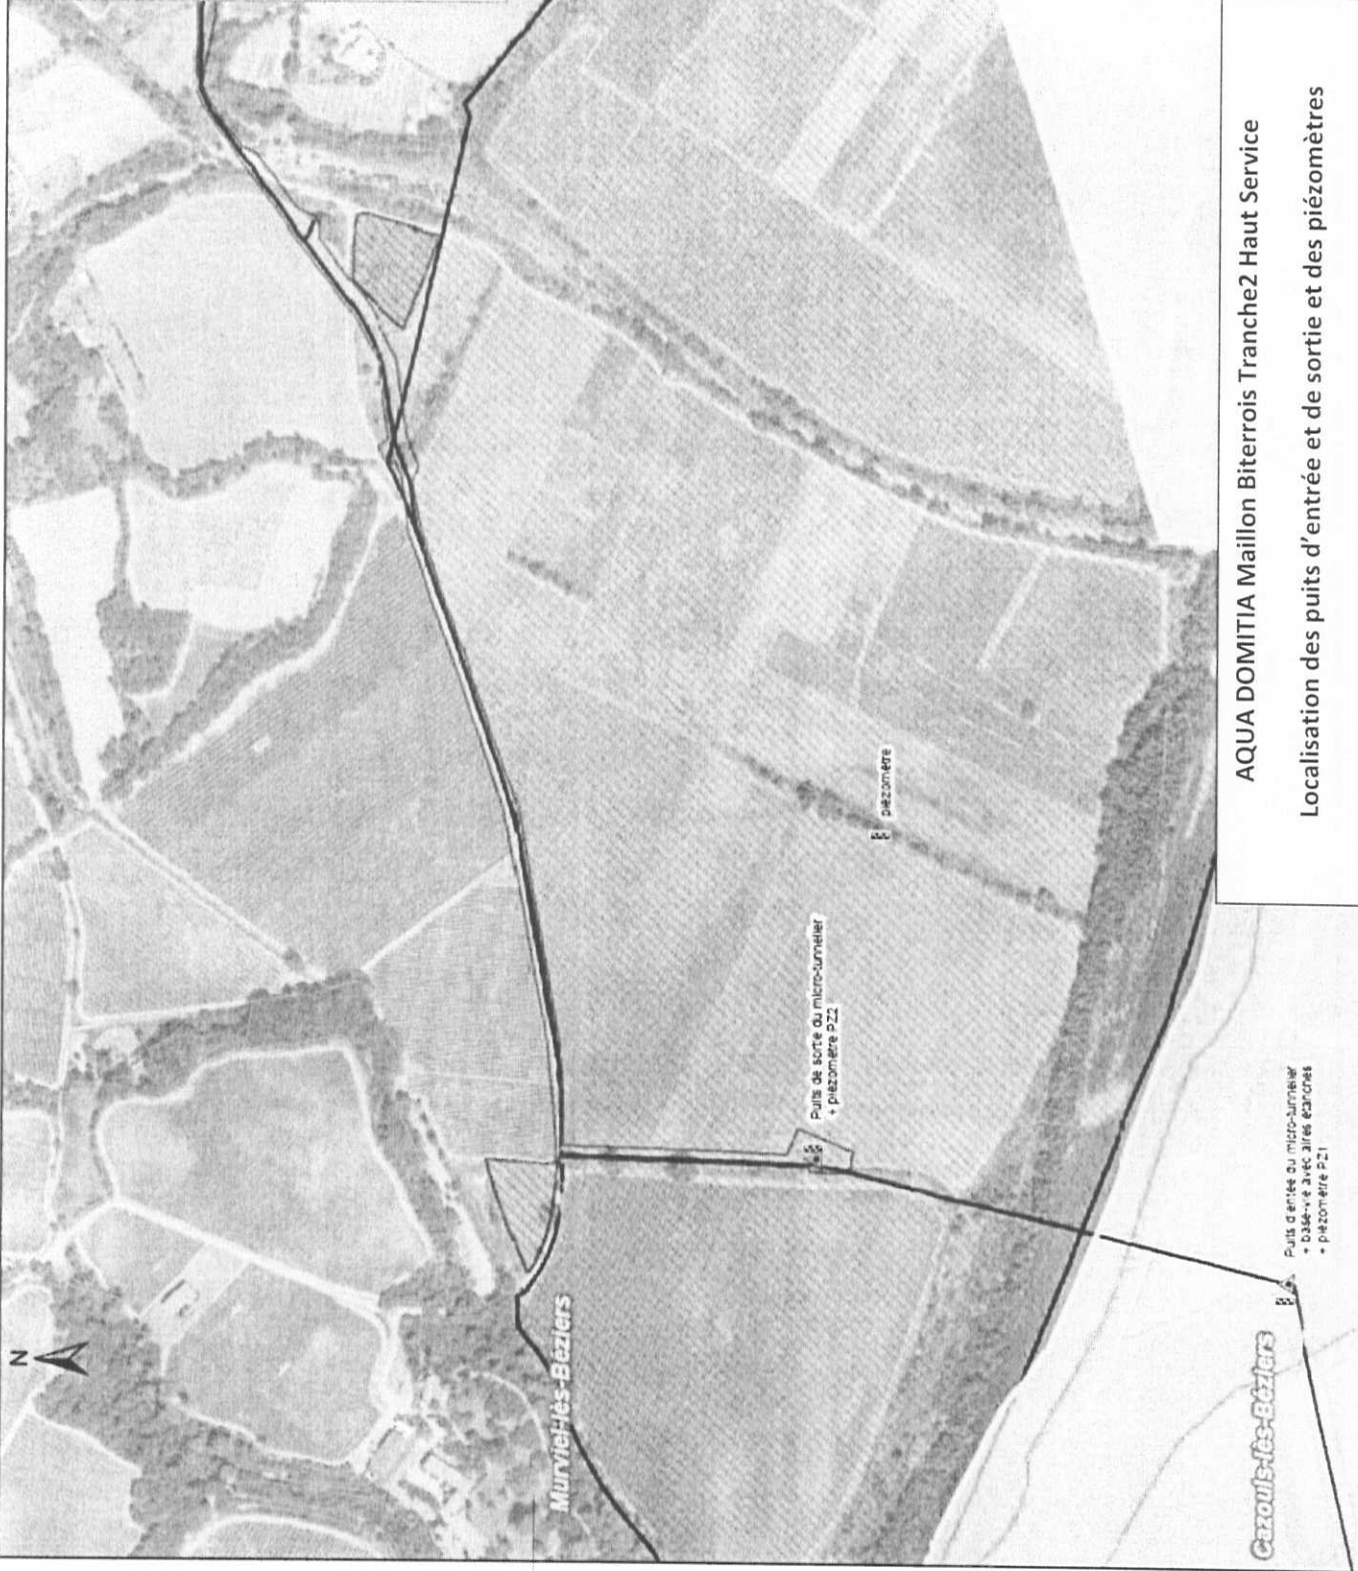 N
Murviel-lès-Béziers
piézomètre
Puits de sortie du micro-tunnelier
+ piézomètre PZ2
Puits d'entée du micro-tunnelier
+ base-vie avec aires étanches
+ piézomètre PZ1
Cazouls-lès-Béziers
AQUA DOMITIA Maillon Biterrois Tranche2 Haut Service
Localisation des puits d'entrée et de sortie et des piézomètres